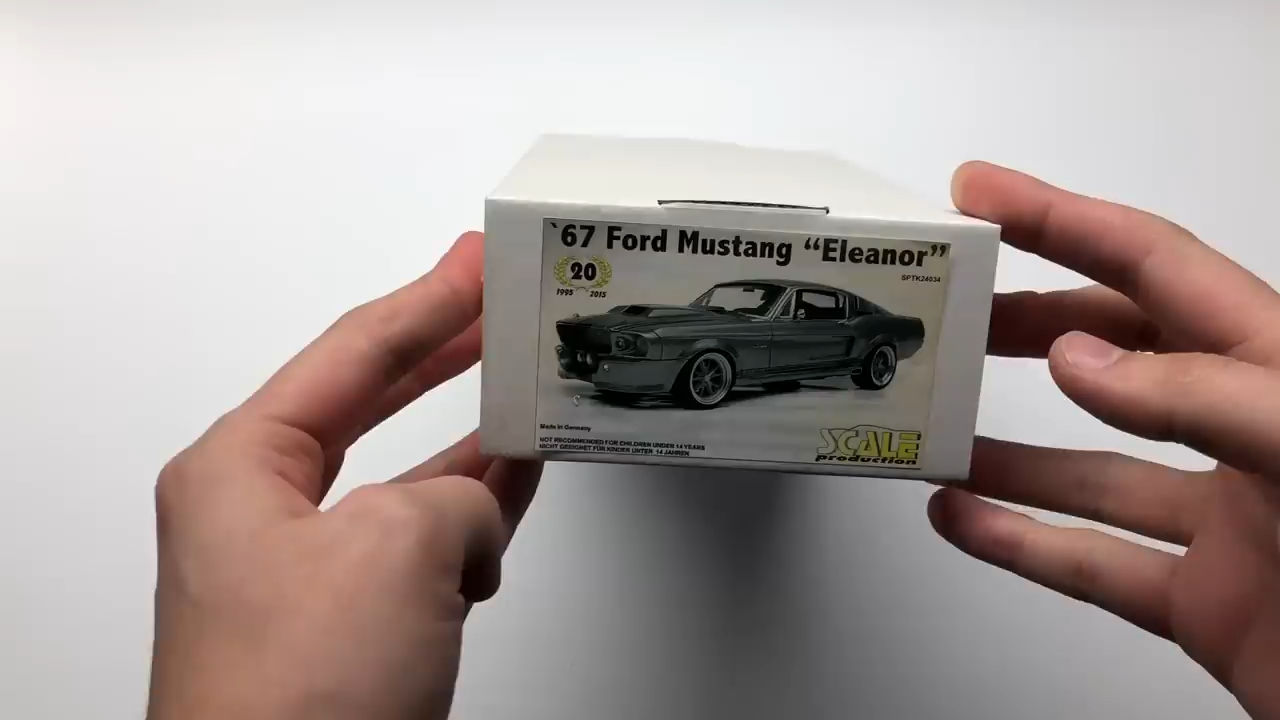 `67 Ford Mustang “Eleanor”
20
1995 2015
SPTK24034
Made in Germany
NOT RECOMMENDED FOR CHILDREN UNDER 14 YEARS
NICHT GEEIGNET FÜR KINDER UNTER 14 JAHREN
SCALE
production